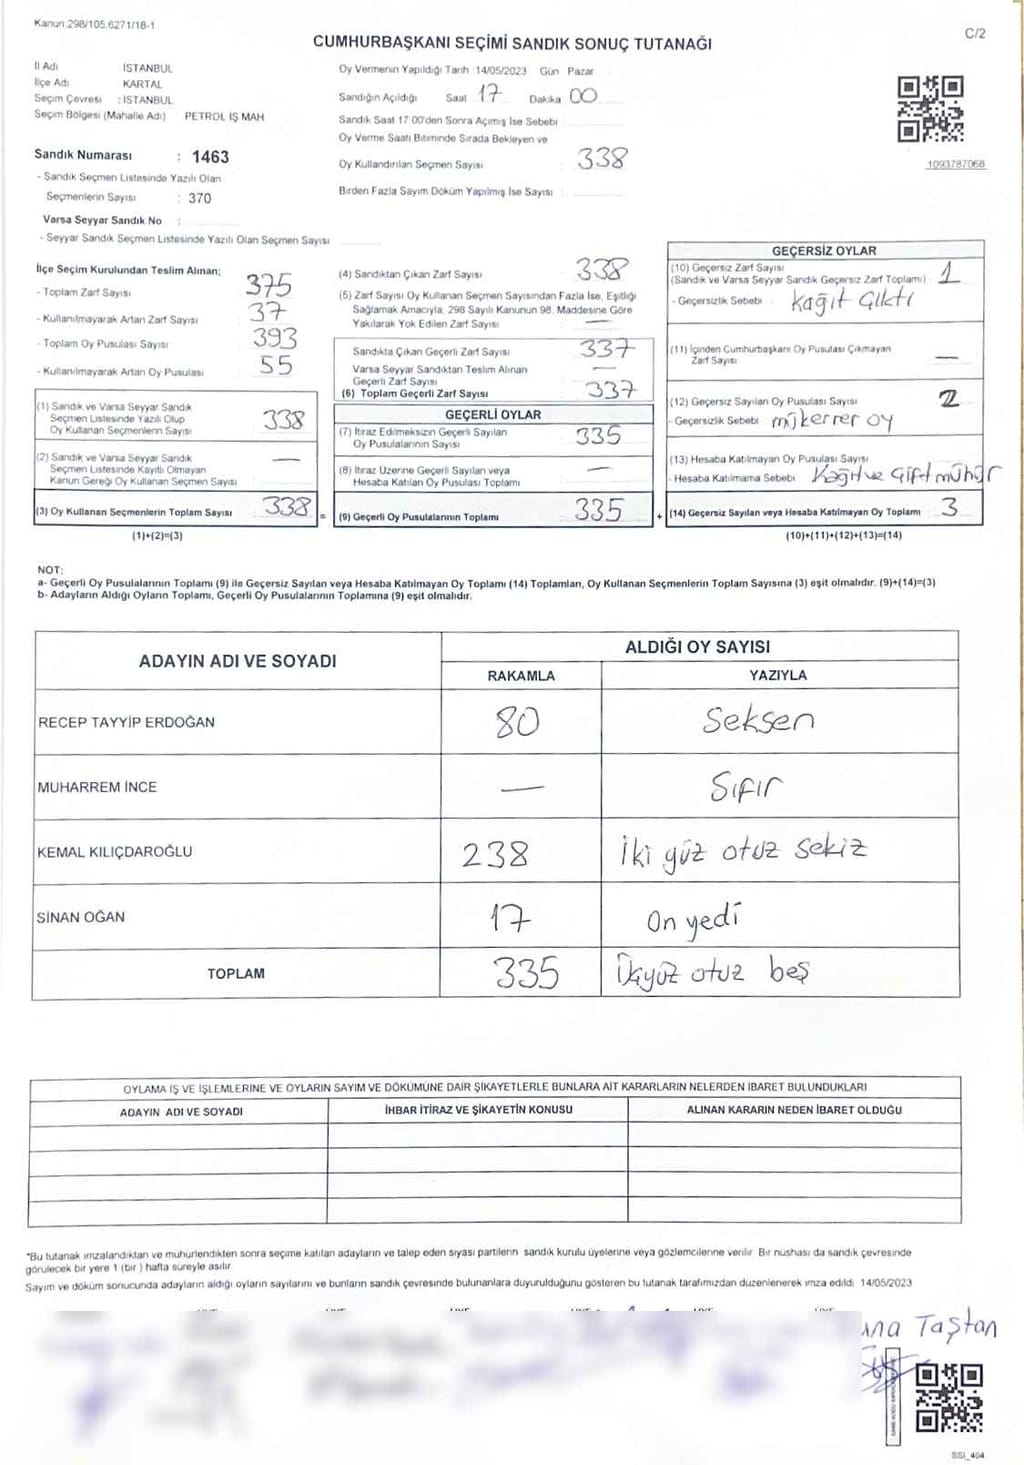 Kanun 298/105,6271/18-1
C/2
CUMHURBAŞKANI SEÇİMİ SANDIK SONUÇ TUTANAĞI
İl Adı İSTANBUL
İlçe Adı KARTAL
Seçim Çevresi : İSTANBUL
Seçim Bölgesi (Mahalle Adı) PETROL İŞ MAH
Sandık Numarası : 1463
- Sandık Seçmen Listesinde Yazılı Olan
Seçmenlerin Sayısı : 370
Varsa Seyyar Sandık No :
- Seyyar Sandık Seçmen Listesinde Yazılı Olan Seçmen Sayısı
Oy Vermenin Yapıldığı Tarih 14/05/2023 Gün Pazar
Sandığın Açıldığı Saat 17 Dakika 00
Sandık Saat 17 00'den Sonra Açımış İse Sebebi
Oy Verme Saati Bitiminde Sırada Bekleyen ve
Oy Kullandırılan Seçmen Sayısı 338
Birden Fazla Sayım Döküm Yapılmış İse Sayısı
1093787068
İlçe Seçim Kurulundan Teslim Alınan;
- Toplam Zarf Sayısı 375
- Kullanılmayarak Artan Zarf Sayısı 37
- Toplam Oy Pusulası Sayısı 393
- Kullanılmayarak Artan Oy Pusulası 55
(1) Sandık ve Varsa Seyyar Sandık
Seçmen Listesinde Yazılı Olup
Oy Kullanan Seçmenlerin Sayısı 338
(2) Sandık ve Varsa Seyyar Sandık
Seçmen Listesinde Kayıtlı Olmayan
Kanun Gereği Oy Kullanan Seçmen Sayısı —
(3) Oy Kullanan Seçmenlerin Toplam Sayısı 338 =
(1)+(2)=(3)
(4) Sandıktan Çıkan Zarf Sayısı 338
(5) Zarf Sayısı Oy Kullanan Seçmen Sayısından Fazla İse, Eşitliği
Sağlamak Amacıyla, 298 Sayılı Kanunun 98. Maddesine Göre
Yakılarak Yok Edilen Zarf Sayısı —
Sandıkta Çıkan Geçerli Zarf Sayısı 337
Varsa Seyyar Sandıktan Teslim Alınan
Geçerli Zarf Sayısı —
(6) Toplam Geçerli Zarf Sayısı 337
GEÇERLİ OYLAR
(7) İtiraz Edilmeksizin Geçerli Sayılan
Oy Pusulalarının Sayısı 335
(8) İtiraz Üzerine Geçerli Sayılan veya
Hesaba Katılan Oy Pusulası Toplamı —
(9) Geçerli Oy Pusulalarının Toplamı 335 +
GEÇERSİZ OYLAR
(10) Geçersiz Zarf Sayısı
(Sandık ve Varsa Seyyar Sandık Geçersiz Zarf Toplamı) 1
- Geçersizlik Sebebi : Kağıt Çıktı
(11) İçinden Cumhurbaşkanı Oy Pusulası Çıkmayan
Zarf Sayısı —
(12) Geçersiz Sayılan Oy Pusulası Sayısı 2
- Geçersizlik Sebebi mükerrer oy
(13) Hesaba Katılmayan Oy Pusulası Sayısı
- Hesaba Katılmama Sebebi Kağıt ve Çift mühür
(14) Geçersiz Sayılan veya Hesaba Katılmayan Oy Toplamı 3
(10)+(11)+(12)+(13)=(14)
NOT:
a- Geçerli Oy Pusulalarının Toplamı (9) ile Geçersiz Sayılan veya Hesaba Katılmayan Oy Toplamı (14) Toplamları, Oy Kullanan Seçmenlerin Toplam Sayısına (3) eşit olmalıdır. (9)+(14)=(3)
b- Adayların Aldığı Oyların Toplamı, Geçerli Oy Pusulalarının Toplamına (9) eşit olmalıdır.
ADAYIN ADI VE SOYADI
ALDIĞI OY SAYISI
RAKAMLA YAZIYLA
RECEP TAYYİP ERDOĞAN 80 Seksen
MUHARREM İNCE — Sıfır
KEMAL KILIÇDAROĞLU 238 İki yüz otuz sekiz
SİNAN OĞAN 17 On yedi
TOPLAM 335 İkiyüz otuz beş
OYLAMA İŞ VE İŞLEMLERİNE VE OYLARIN SAYIM VE DÖKÜMÜNE DAİR ŞİKAYETLERLE BUNLARA AİT KARARLARIN NELERDEN İBARET BULUNDUKLARI
ADAYIN ADI VE SOYADI İHBAR İTİRAZ VE ŞİKAYETİN KONUSU ALINAN KARARIN NEDEN İBARET OLDUĞU
*Bu tutanak imzalandıktan ve mühürlendikten sonra seçime katılan adayların ve talep eden siyasi partilerin sandık kurulu üyelerine veya gözlemcilerine verilir. Bir nüshası da sandık çevresinde
görülecek bir yere 1 (bir ) hafta süreyle asılır
Sayım ve döküm sonucunda adayların aldığı oyların sayılarını ve bunların sandık çevresinde bulunanlara duyurulduğunu gösteren bu tutanak tarafımızdan düzenlenerek imza edildi 14/05/2023
Taştan
SSI_404